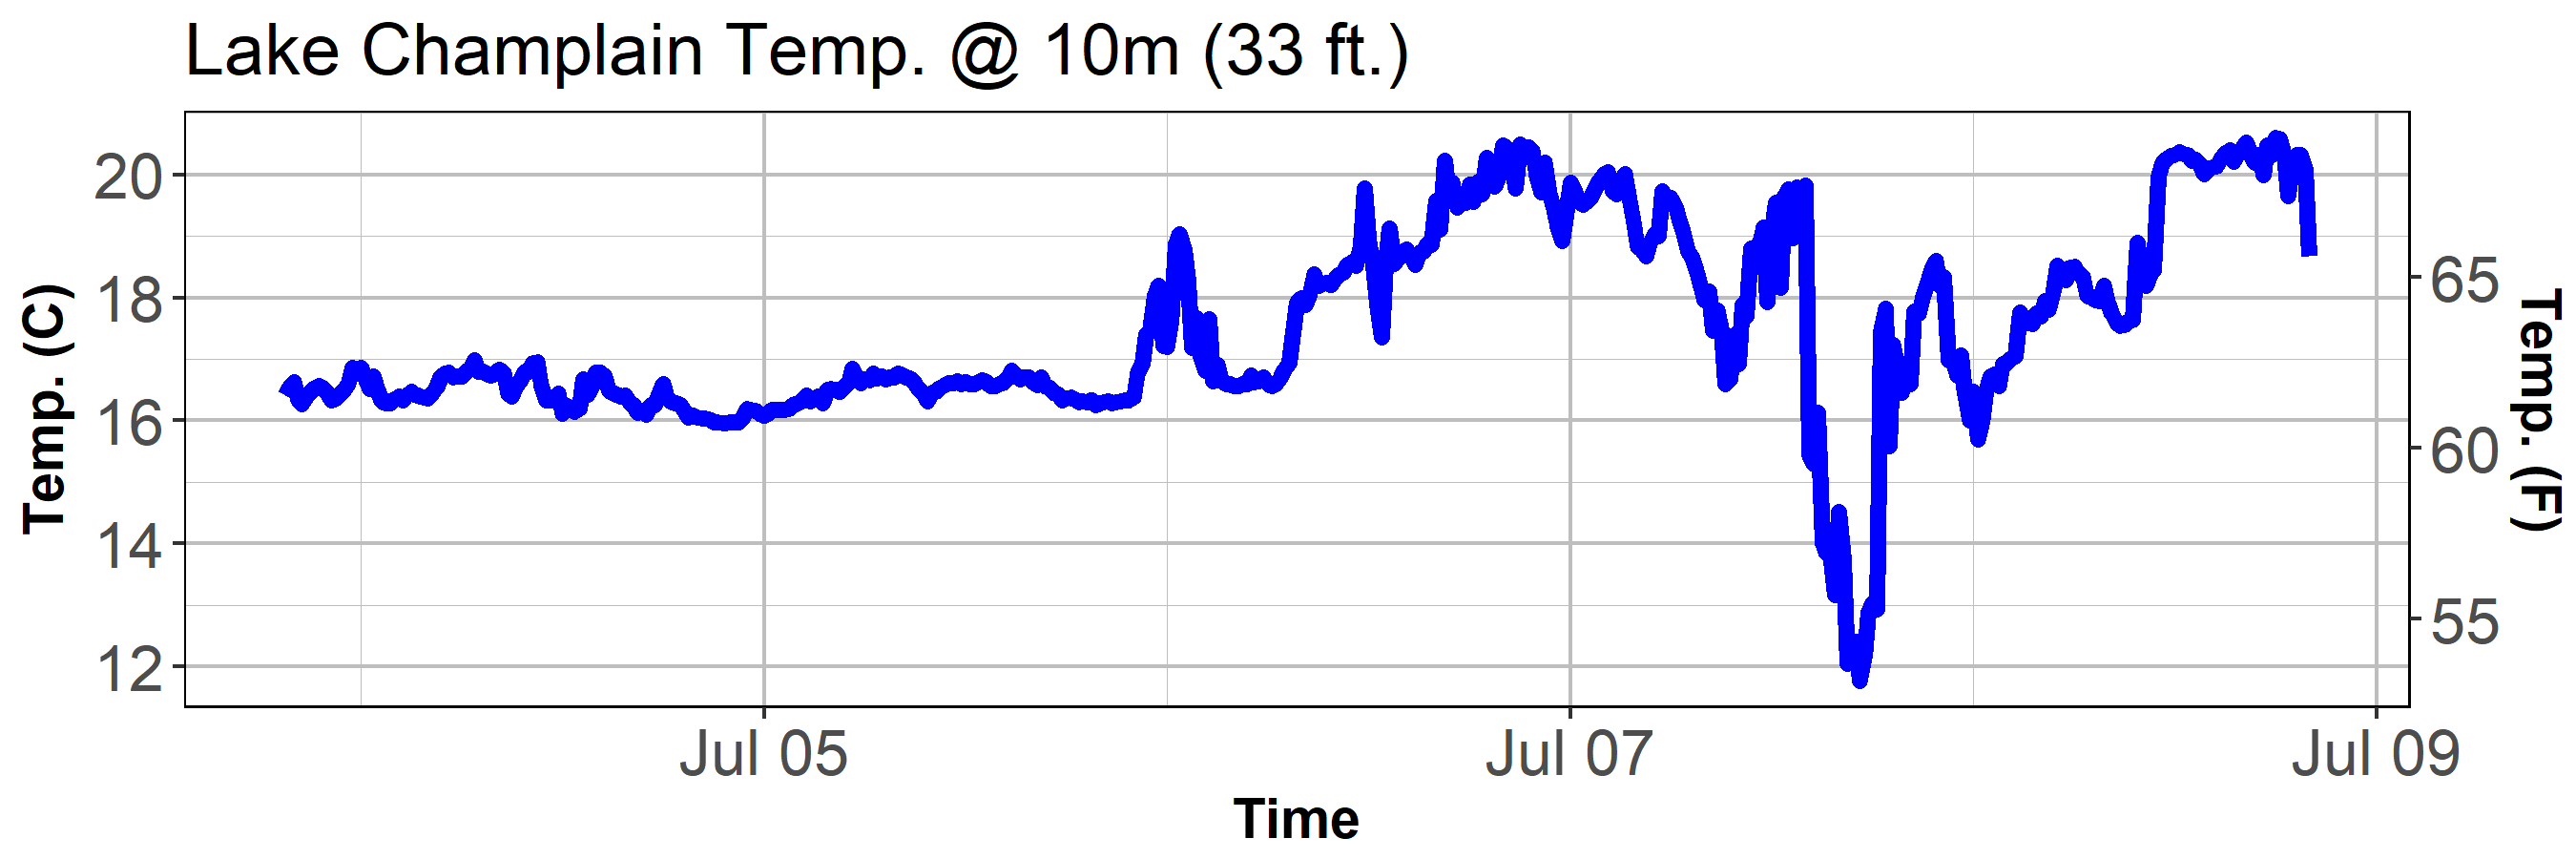 Lake Champlain Temp. @ 10m (33 ft.)
20
18
16
14
12
Temp. (C)
65
60
55
Temp. (F)
Jul 05
Jul 07
Jul 09
Time